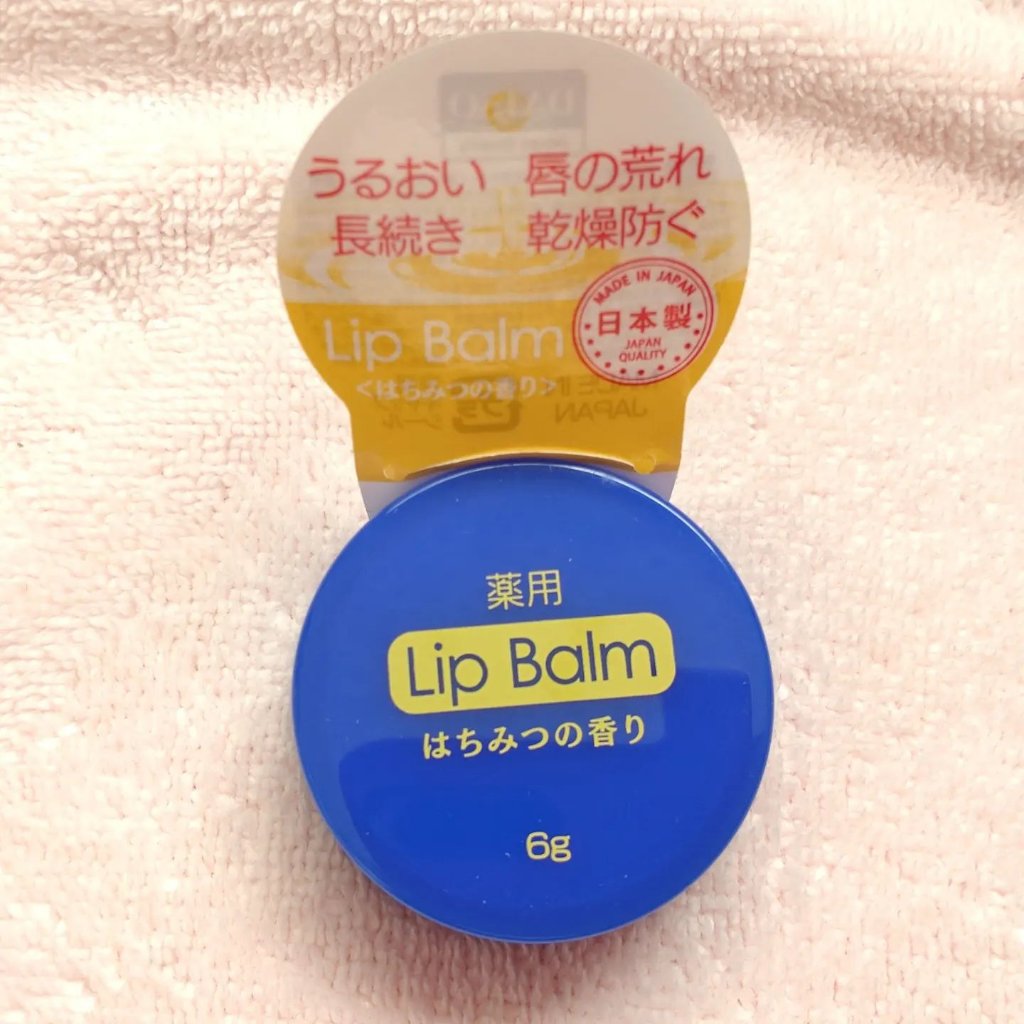 うるおい 唇の荒れ
長続き 乾燥防ぐ
MADE IN JAPAN
日本製
JAPAN
QUALITY
Lip Balm
<はちみつの香り>
JAPAN
薬用
Lip Balm
はちみつの香り
6g